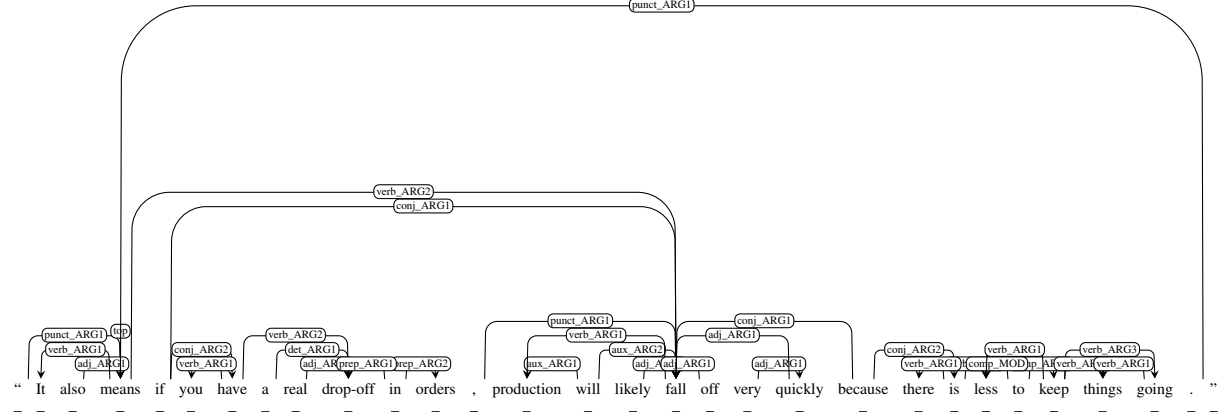 punct_ARG1
verb_ARG2
conj_ARG1
punct_ARG1 top punct_ARG1 conj_ARG1
verb_ARG2 verb_ARG1 adj_ARG1
verb_ARG1 conj_ARG2 det_ARG1 aux_ARG2 conj_ARG2 verb_ARG1 verb_ARG3
adj_ARG1 verb_ARG1 prep_ARG1 aux_ARG1 adj_ARG1 adj_ARG1 verb_ARG1 comp_MOD verb_ARG1
“ It also means if you have a real drop-off in orders , production will likely fall off very quickly because there is less to keep things going . ”